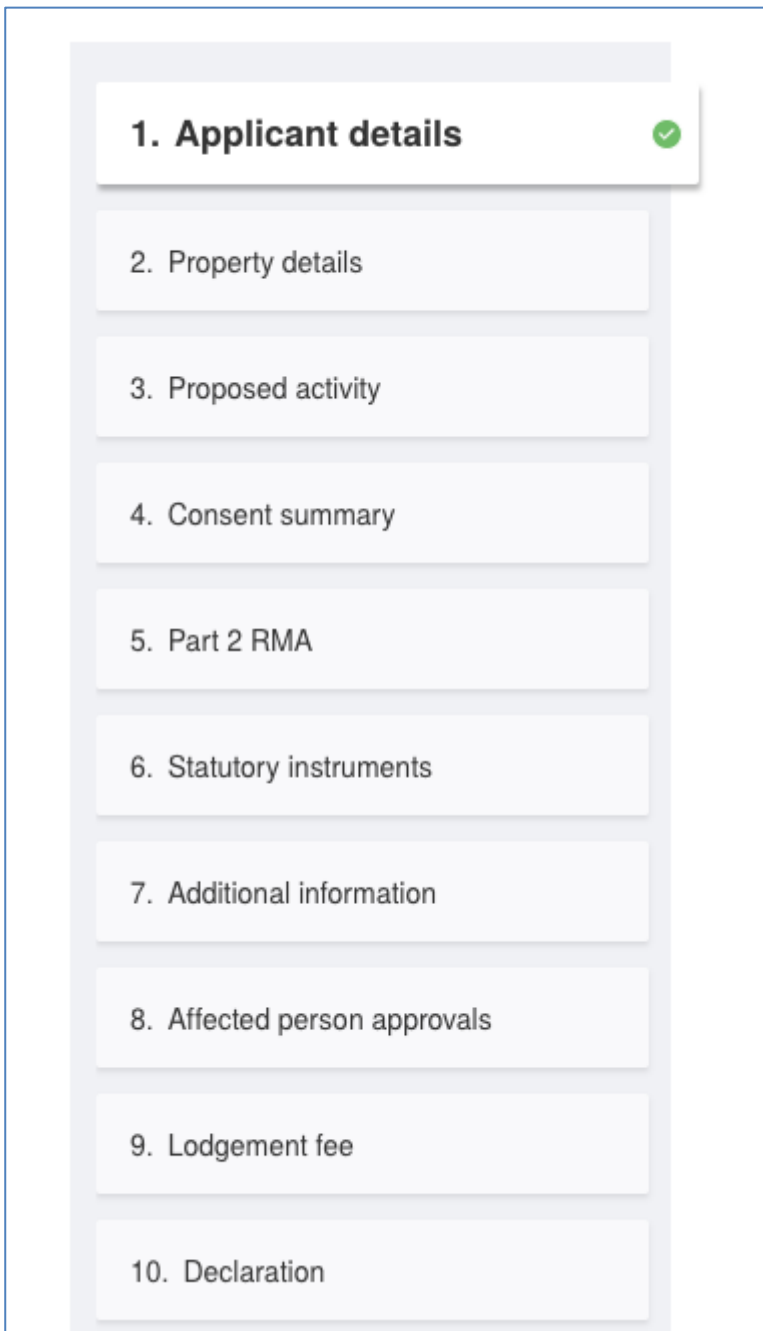 1. Applicant details
2. Property details
3. Proposed activity
4. Consent summary
5. Part 2 RMA
6. Statutory instruments
7. Additional information
8. Affected person approvals
9. Lodgement fee
10. Declaration